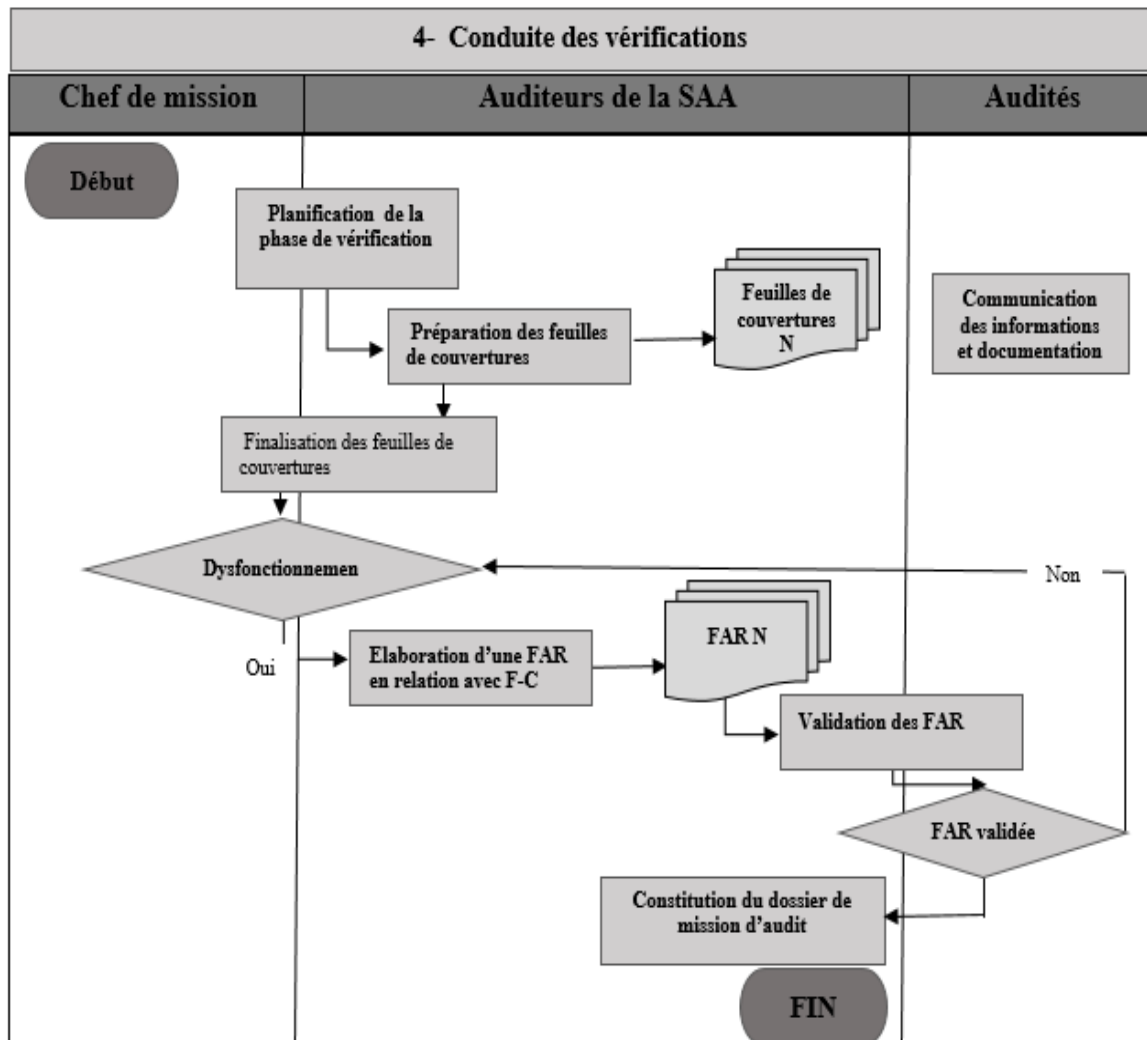 4- Conduite des vérifications
Chef de mission
Auditeurs de la SAA
Audités
Début
Planification de la
phase de vérification
Feuilles de
couvertures
N
Communication
des informations
et documentation
Préparation des feuilles
de couvertures
Finalisation des feuilles de
couvertures
Dysfonctionnemen
Non
Oui
Elaboration d'une FAR
en relation avec F-C
FAR N
Validation des FAR
FAR validée
Constitution du dossier de
mission d'audit
FIN